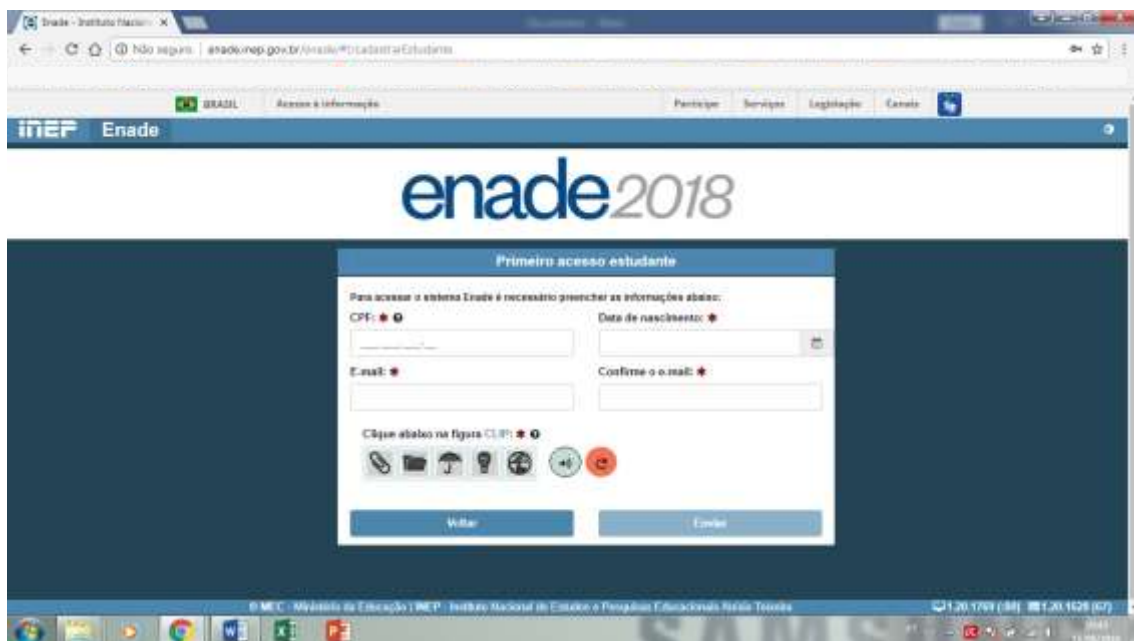 Enade - Instituto Nacion
Não seguro | enade.inep.gov.br/enade/#!/cadastrarEstudante
BRASIL Acesso à informação Participe Serviços Legislação Canais
inep Enade
enade2018
Primeiro acesso estudante
Para acessar o sistema Enade é necessário preencher as informações abaixo:
CPF: * Data de nascimento: *
E-mail: * Confirme o e-mail: *
Clique abaixo na figura CLIP: *
Voltar Enviar
© MEC - Ministério da Educação | INEP - Instituto Nacional de Estudos e Pesquisas Educacionais Anísio Teixeira
SAMS